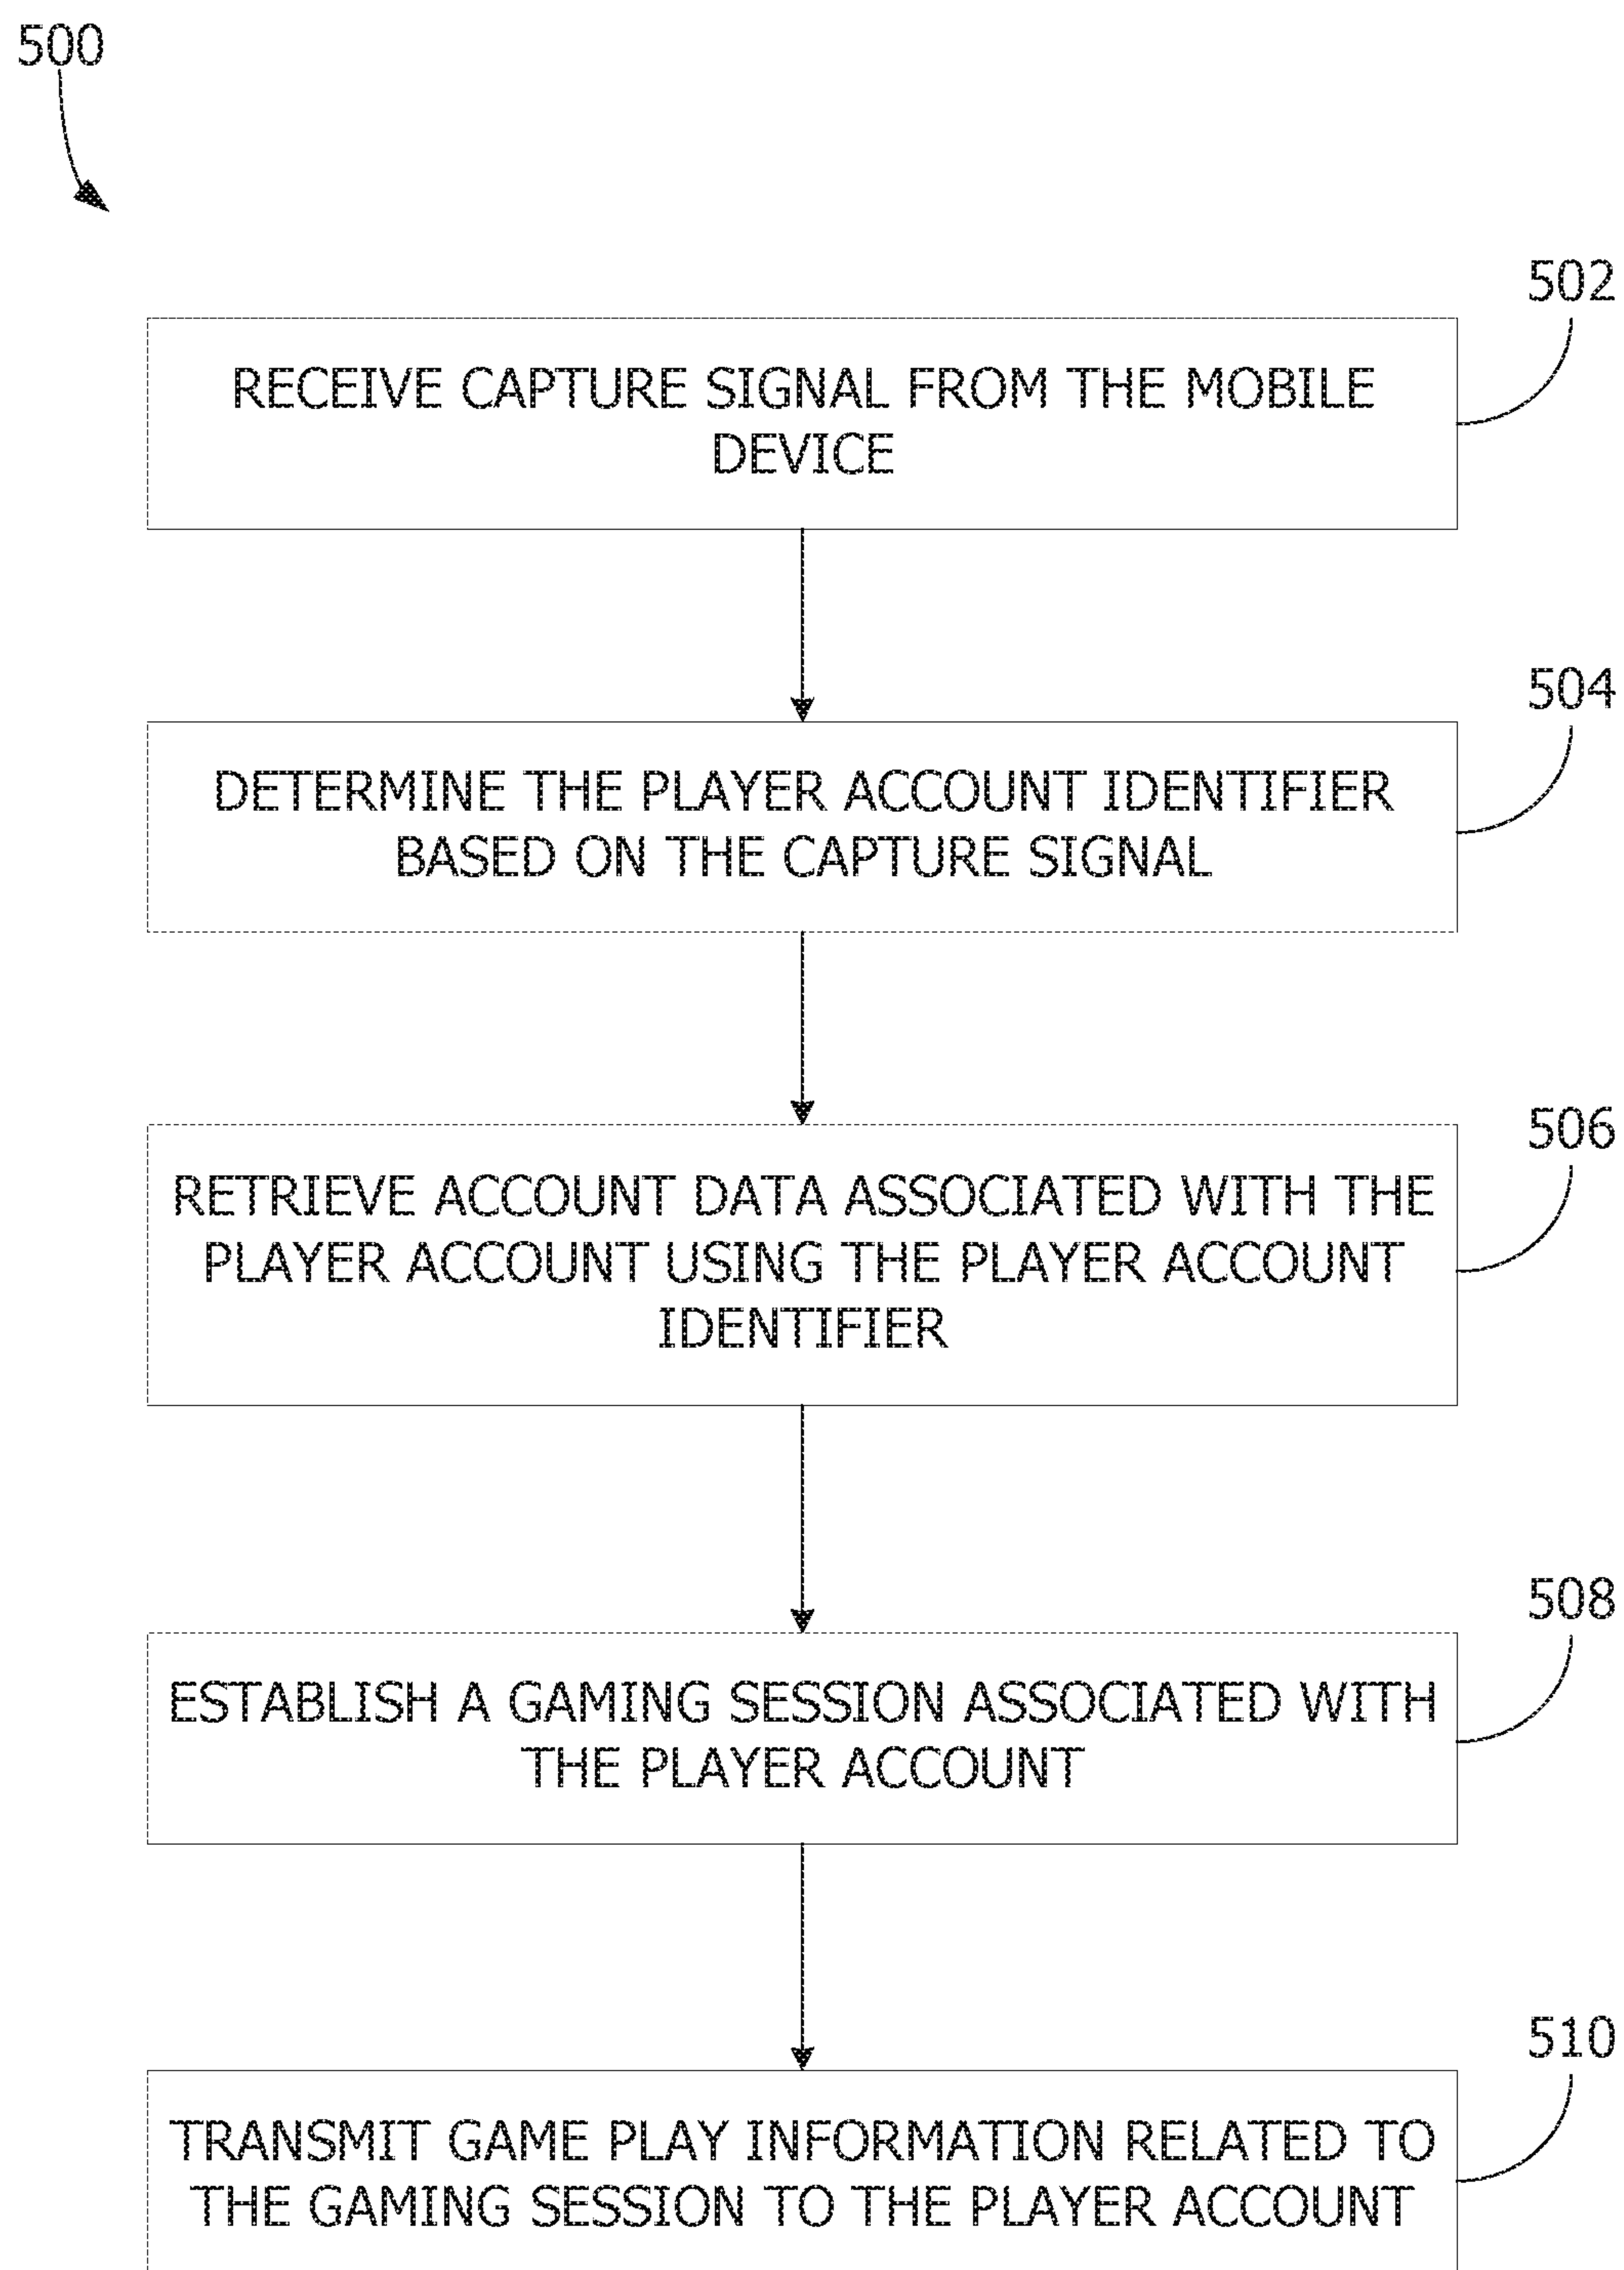 500
502
RECEIVE CAPTURE SIGNAL FROM THE MOBILE
DEVICE
504
DETERMINE THE PLAYER ACCOUNT IDENTIFIER
BASED ON THE CAPTURE SIGNAL
506
RETRIEVE ACCOUNT DATA ASSOCIATED WITH THE
PLAYER ACCOUNT USING THE PLAYER ACCOUNT
IDENTIFIER
508
ESTABLISH A GAMING SESSION ASSOCIATED WITH
THE PLAYER ACCOUNT
510
TRANSMIT GAME PLAY INFORMATION RELATED TO
THE GAMING SESSION TO THE PLAYER ACCOUNT